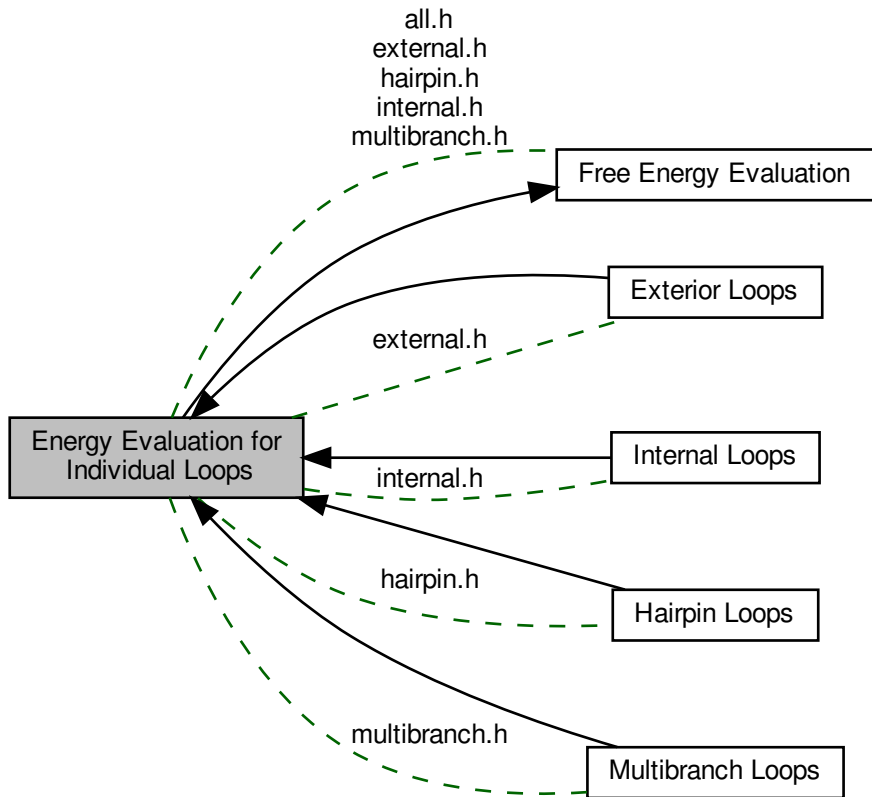 all.h
external.h
hairpin.h
internal.h
multibranch.h
Free Energy Evaluation
Exterior Loops
external.h
Energy Evaluation for
Individual Loops
Internal Loops
internal.h
hairpin.h
Hairpin Loops
multibranch.h
Multibranch Loops